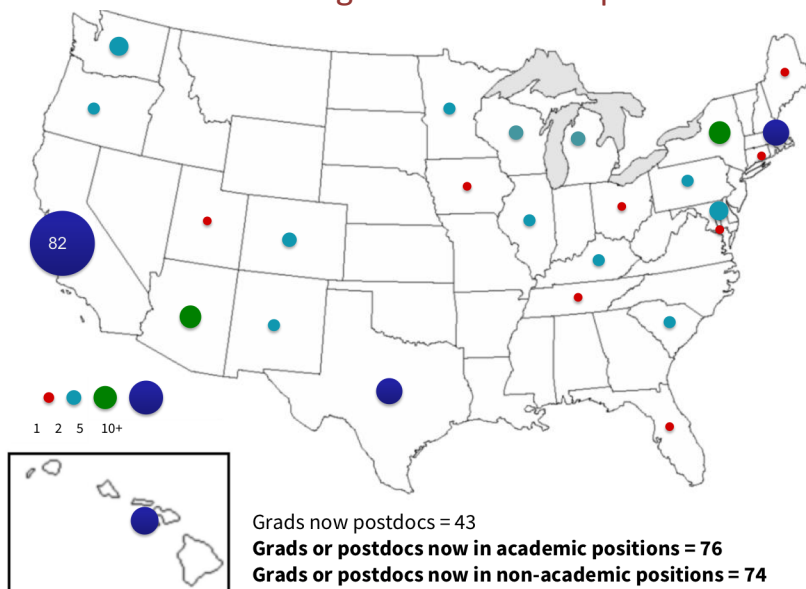 82
1 2 5 10+
Grads now postdocs = 43
Grads or postdocs now in academic positions = 76
Grads or postdocs now in non-academic positions = 74